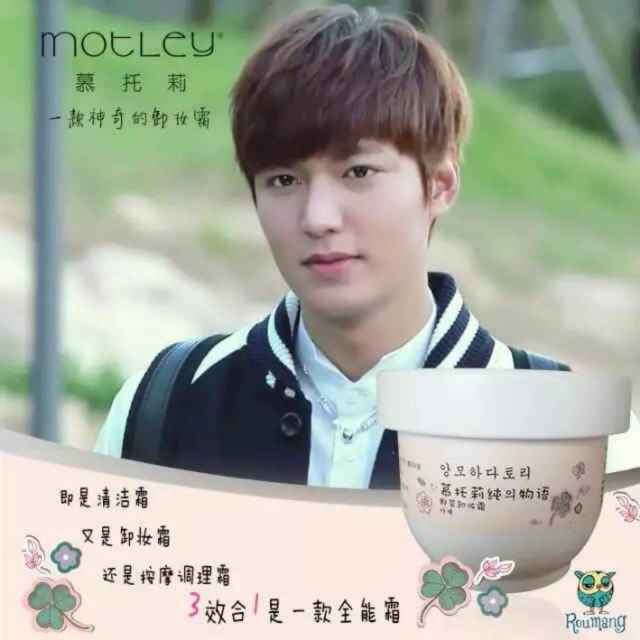 motley®
慕托莉
一款神奇的卸妆霜
앙모하다토리
慕托莉純の物语
即是清洁霜
又是卸妆霜
还是按摩调理霜
3效合1是一款全能霜
Roumang